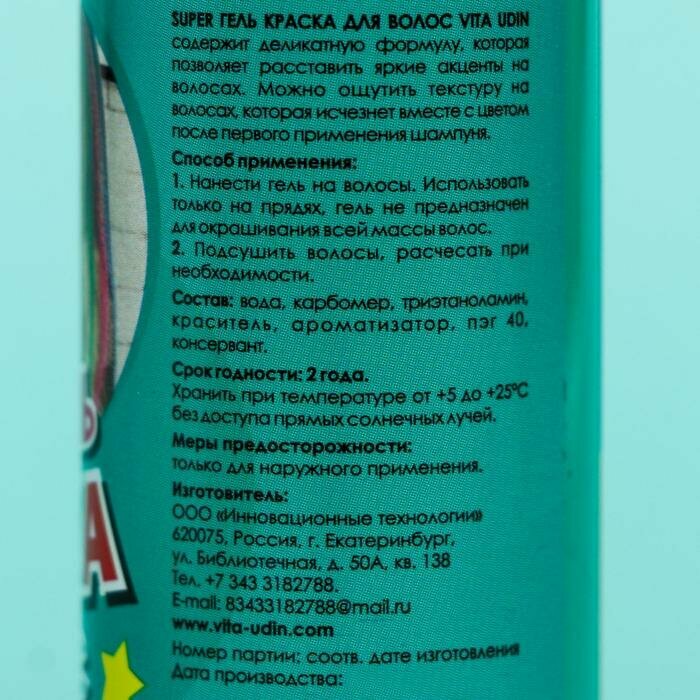 SUPER ГЕЛЬ КРАСКА ДЛЯ ВОЛОС VITA UDIN
содержит деликатную формулу, которая
позволяет расставить яркие акценты на
волосах. Можно ощутить текстуру на
волосах, которая исчезнет вместе с цветом
после первого применения шампуня.
Способ применения:
1. Нанести гель на волосы. Использовать
только на прядях, гель не предназначен
для окрашивания всей массы волос.
2. Подсушить волосы, расчесать при
необходимости.
Состав: вода, карбомер, триэтаноламин,
краситель, ароматизатор, пэг 40,
консервант.
Срок годности: 2 года.
Хранить при температуре от +5 до +25°C
без доступа прямых солнечных лучей.
Меры предосторожности:
только для наружного применения.
Изготовитель:
ООО «Инновационные технологии»
620075, Россия, г. Екатеринбург,
ул. Библиотечная, д. 50А, кв. 138
Тел. +7 343 3182788.
E-mail: 83433182788@mail.ru
www.vita-udin.com
Номер партии: соотв. дате изготовления
Дата производства: